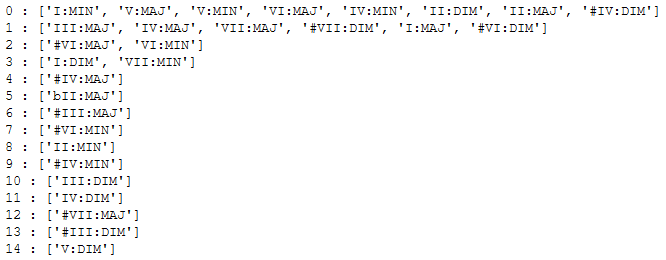 0 : ['I:MIN', 'V:MAJ', 'V:MIN', 'VI:MAJ', 'IV:MIN', 'II:DIM', 'II:MAJ', '#IV:DIM']
1 : ['III:MAJ', 'IV:MAJ', 'VII:MAJ', '#VII:DIM', 'I:MAJ', '#VI:DIM']
2 : ['#VI:MAJ', 'VI:MIN']
3 : ['I:DIM', 'VII:MIN']
4 : ['#IV:MAJ']
5 : ['bII:MAJ']
6 : ['#III:MAJ']
7 : ['#VI:MIN']
8 : ['II:MIN']
9 : ['#IV:MIN']
10 : ['III:DIM']
11 : ['IV:DIM']
12 : ['#VII:MAJ']
13 : ['#III:DIM']
14 : ['V:DIM']